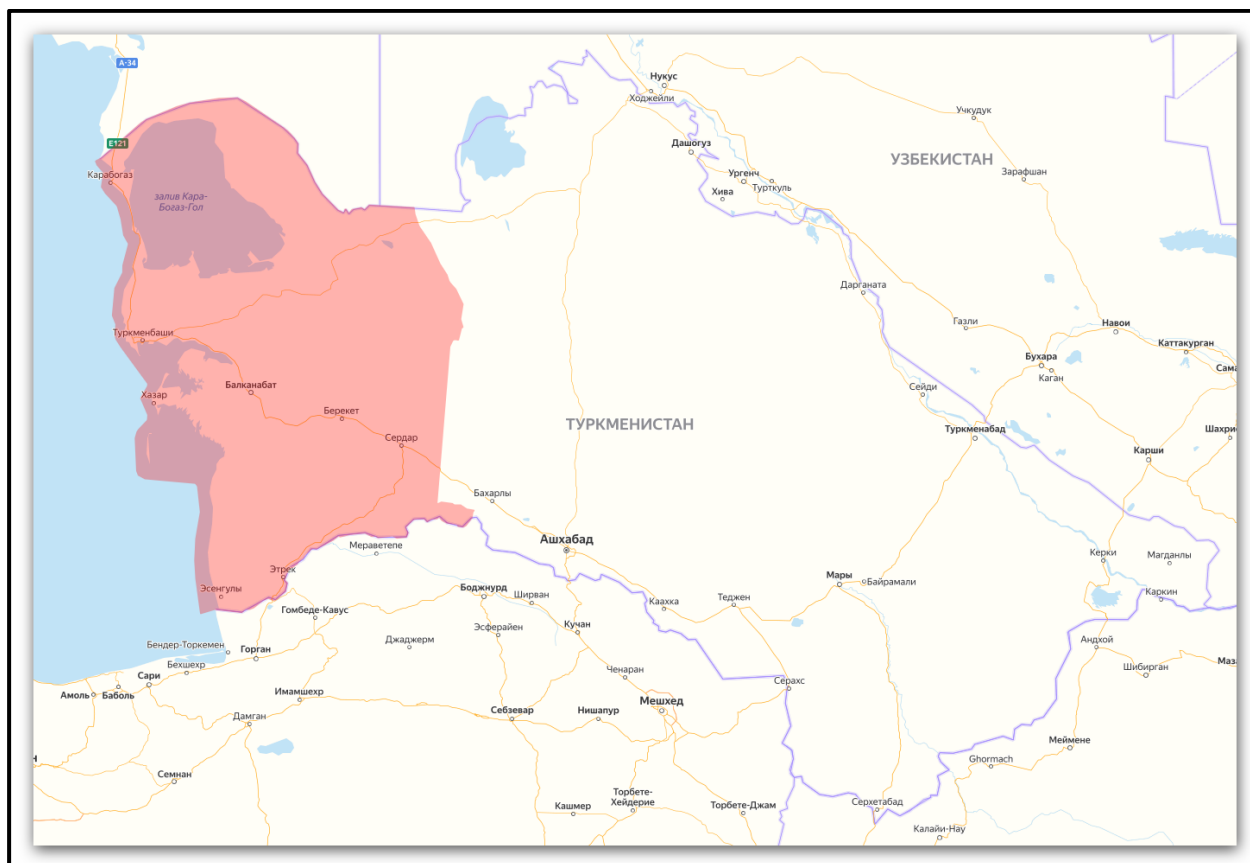 А-34
Нукус
Ходжейли
Учкудук
Е121
Дашогуз
УЗБЕКИСТАН
Карабогаз
Ургенч
Турткуль
Зарафшан
Хива
залив Кара-
Богаз-Гол
Дарганата
Газли
Навои
Туркменбаши
Каттакурган
Бухара
Каган
Сама
Балканабат
Сейди
Хазар
Берекет
ТУРКМЕНИСТАН
Туркменабад
Шахрис
Сердар
Карши
Бахарлы
Ашхабад
Мераветепе
Керки
Магданлы
Этрек
Эсенгулы
Боджнурд
Ширван
Мары
Байрамали
Каркин
Гомбеде-Кавус
Каахка
Теджен
Эсферайен
Кучан
Джаджерм
Андхой
Бендер-Торкемен
Горган
Бехшехр
Ченаран
Шибирган
Маза
Сари
Амоль
Баболь
Имамшехр
Серахс
Мешхед
Себзевар
Нишапур
Дамган
Меймене
Н
Ghormach
Семнан
Торбете-
Хейдерие
Кашмер
Торбете-Джам
Серхетабад
Калайи-Нау